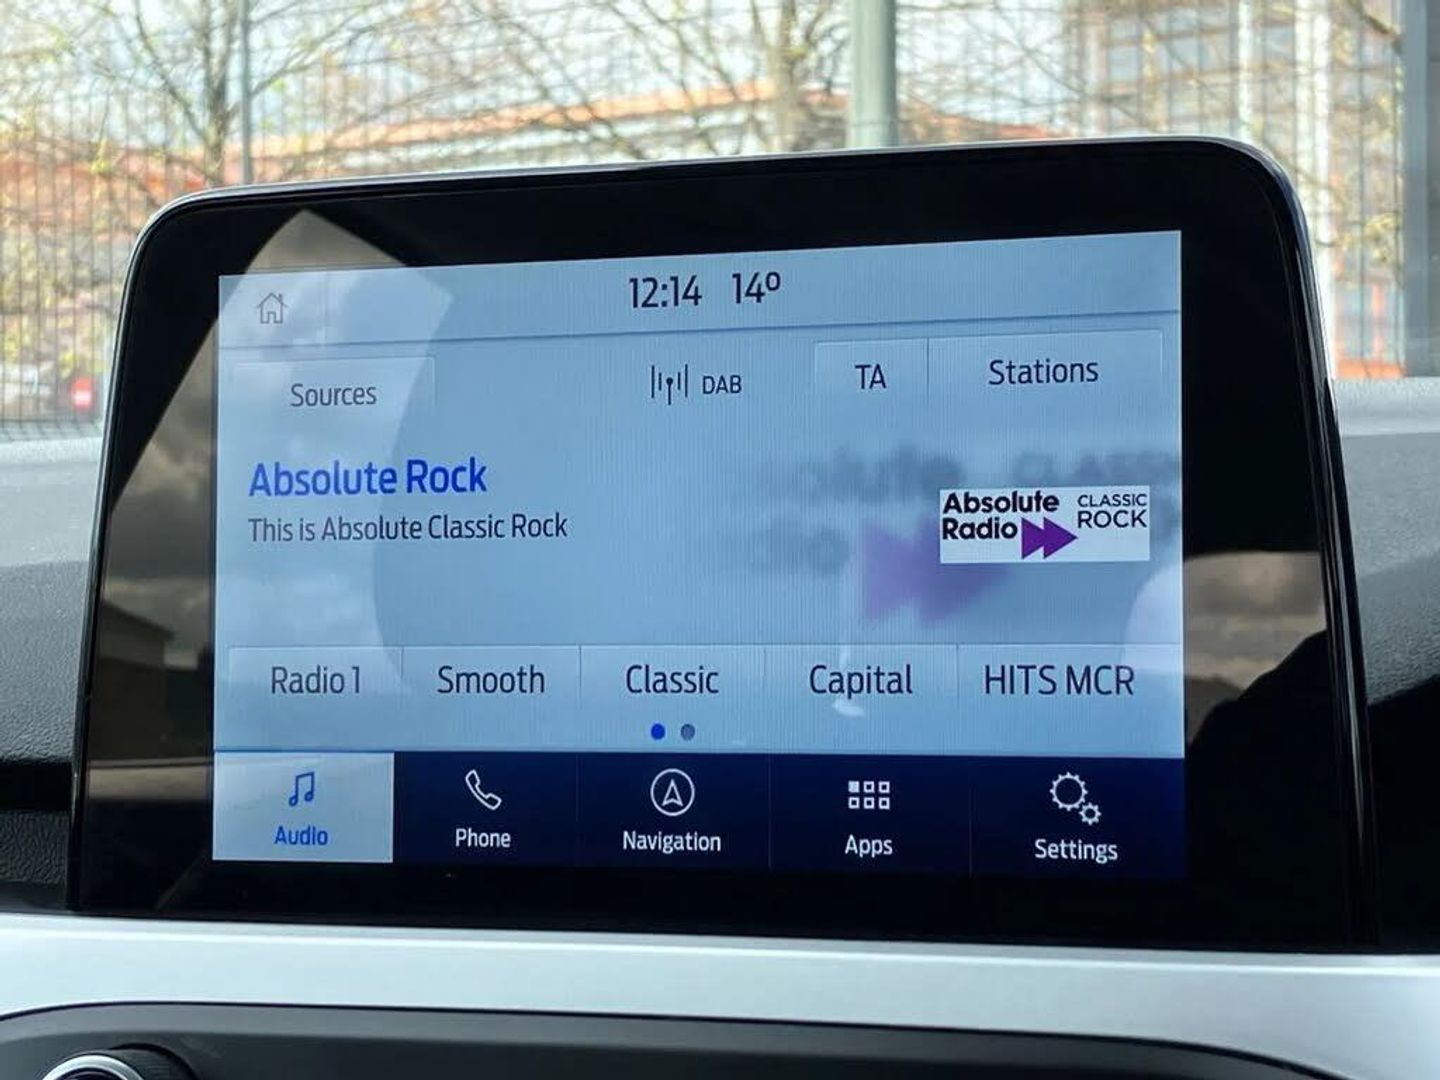 12:14 14º
Sources
DAB
TA
Stations
Absolute Rock
This is Absolute Classic Rock
Absolute
Radio
CLASSIC
ROCK
Radio 1
Smooth
Classic
Capital
HITS MCR
Audio
Phone
Navigation
Apps
Settings